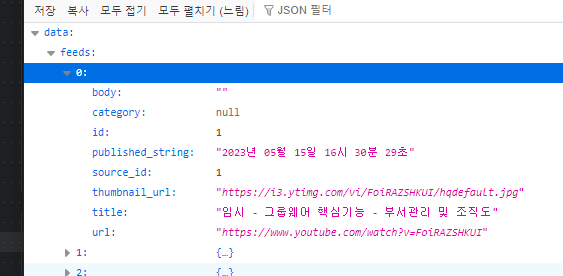 저장 복사 모두 접기 모두 펼치기 (느림) JSON 필터
data:
feeds:
0:
body: ""
category: null
id: 1
published_string: "2023년 05월 15일 16시 30분 29초"
source_id: 1
thumbnail_url: "https://i3.ytimg.com/vi/FoiRAZSHKUI/hqdefault.jpg"
title: "임시 - 그룹웨어 핵심기능 - 부서관리 및 조직도"
url: "https://www.youtube.com/watch?v=FoiRAZSHKUI"
1: {…}
2: {…}